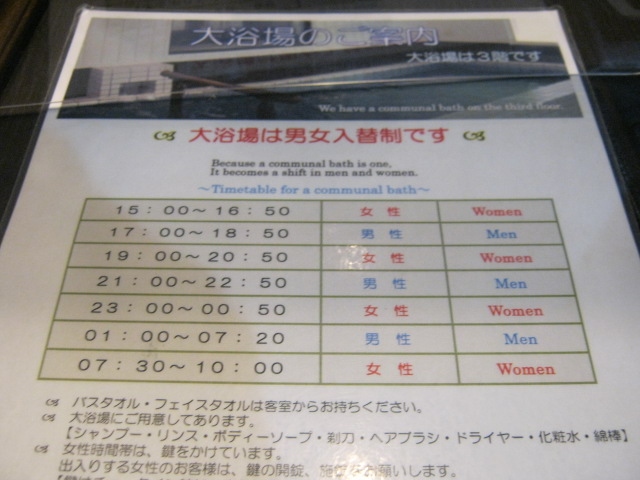 大浴場のご案内
大浴場は3階です
We have a communal bath on the third floor.
大浴場は男女入替制です
Because a communal bath is one.
It becomes a shift in men and women.
～Timetable for a communal bath～
15：00～16：50 女 性 Women
17：00～18：50 男 性 Men
19：00～20：50 女 性 Women
21：00～22：50 男 性 Men
23：00～00：50 女 性 Women
01：00～07：20 男 性 Men
07：30～10：00 女 性 Women
バスタオル・フェイスタオルは客室からお持ちください。
大浴場にご用意してあります。
【シャンプー・リンス・ボディーソープ・剃刀・ヘアブラシ・ドライヤー・化粧水・綿棒】
女性時間帯は、鍵をかけています。
出入りする女性のお客様は、鍵の開錠、施錠をお願いします。